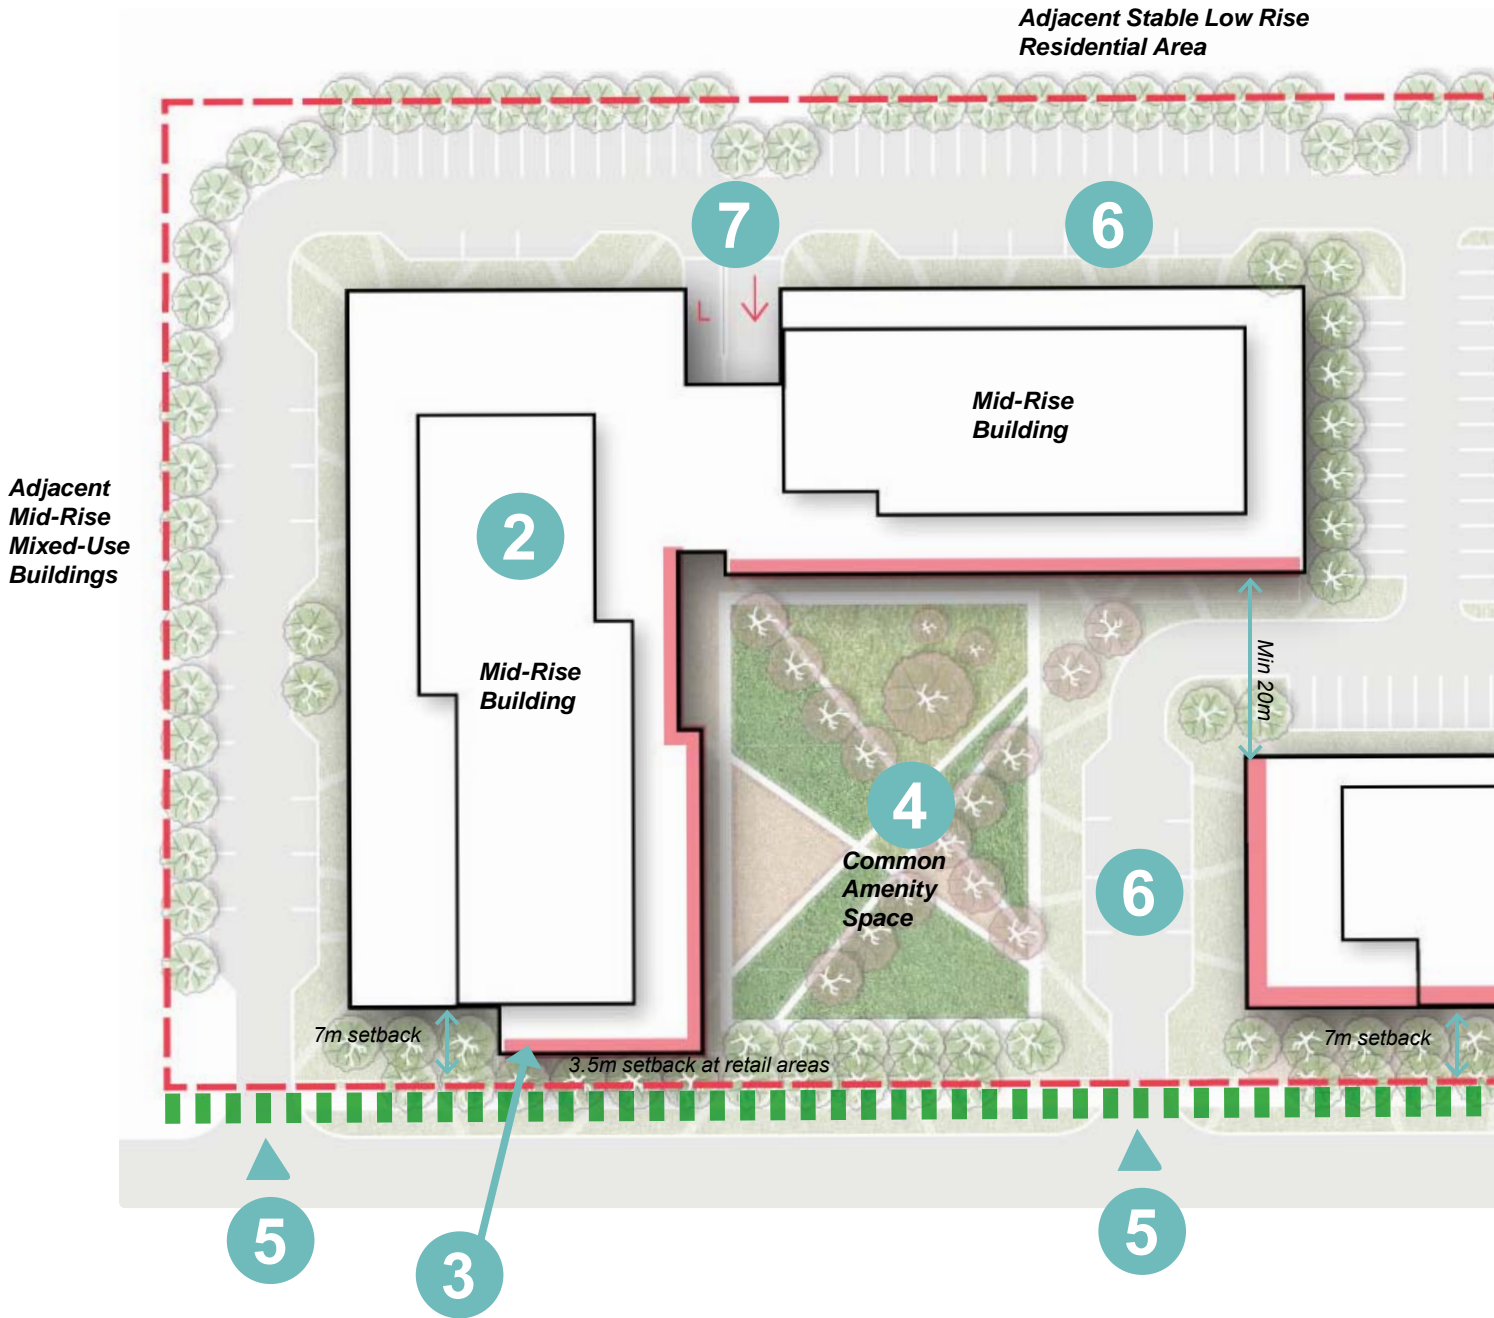 Adjacent Stable Low Rise
Residential Area
7
6
L
Mid-Rise
Building
Adjacent
Mid-Rise
Mixed-Use
Buildings
2
Mid-Rise
Building
Min 20m
4
Common
Amenity
Space
6
7m setback
3.5m setback at retail areas
7m setback
5
3
5